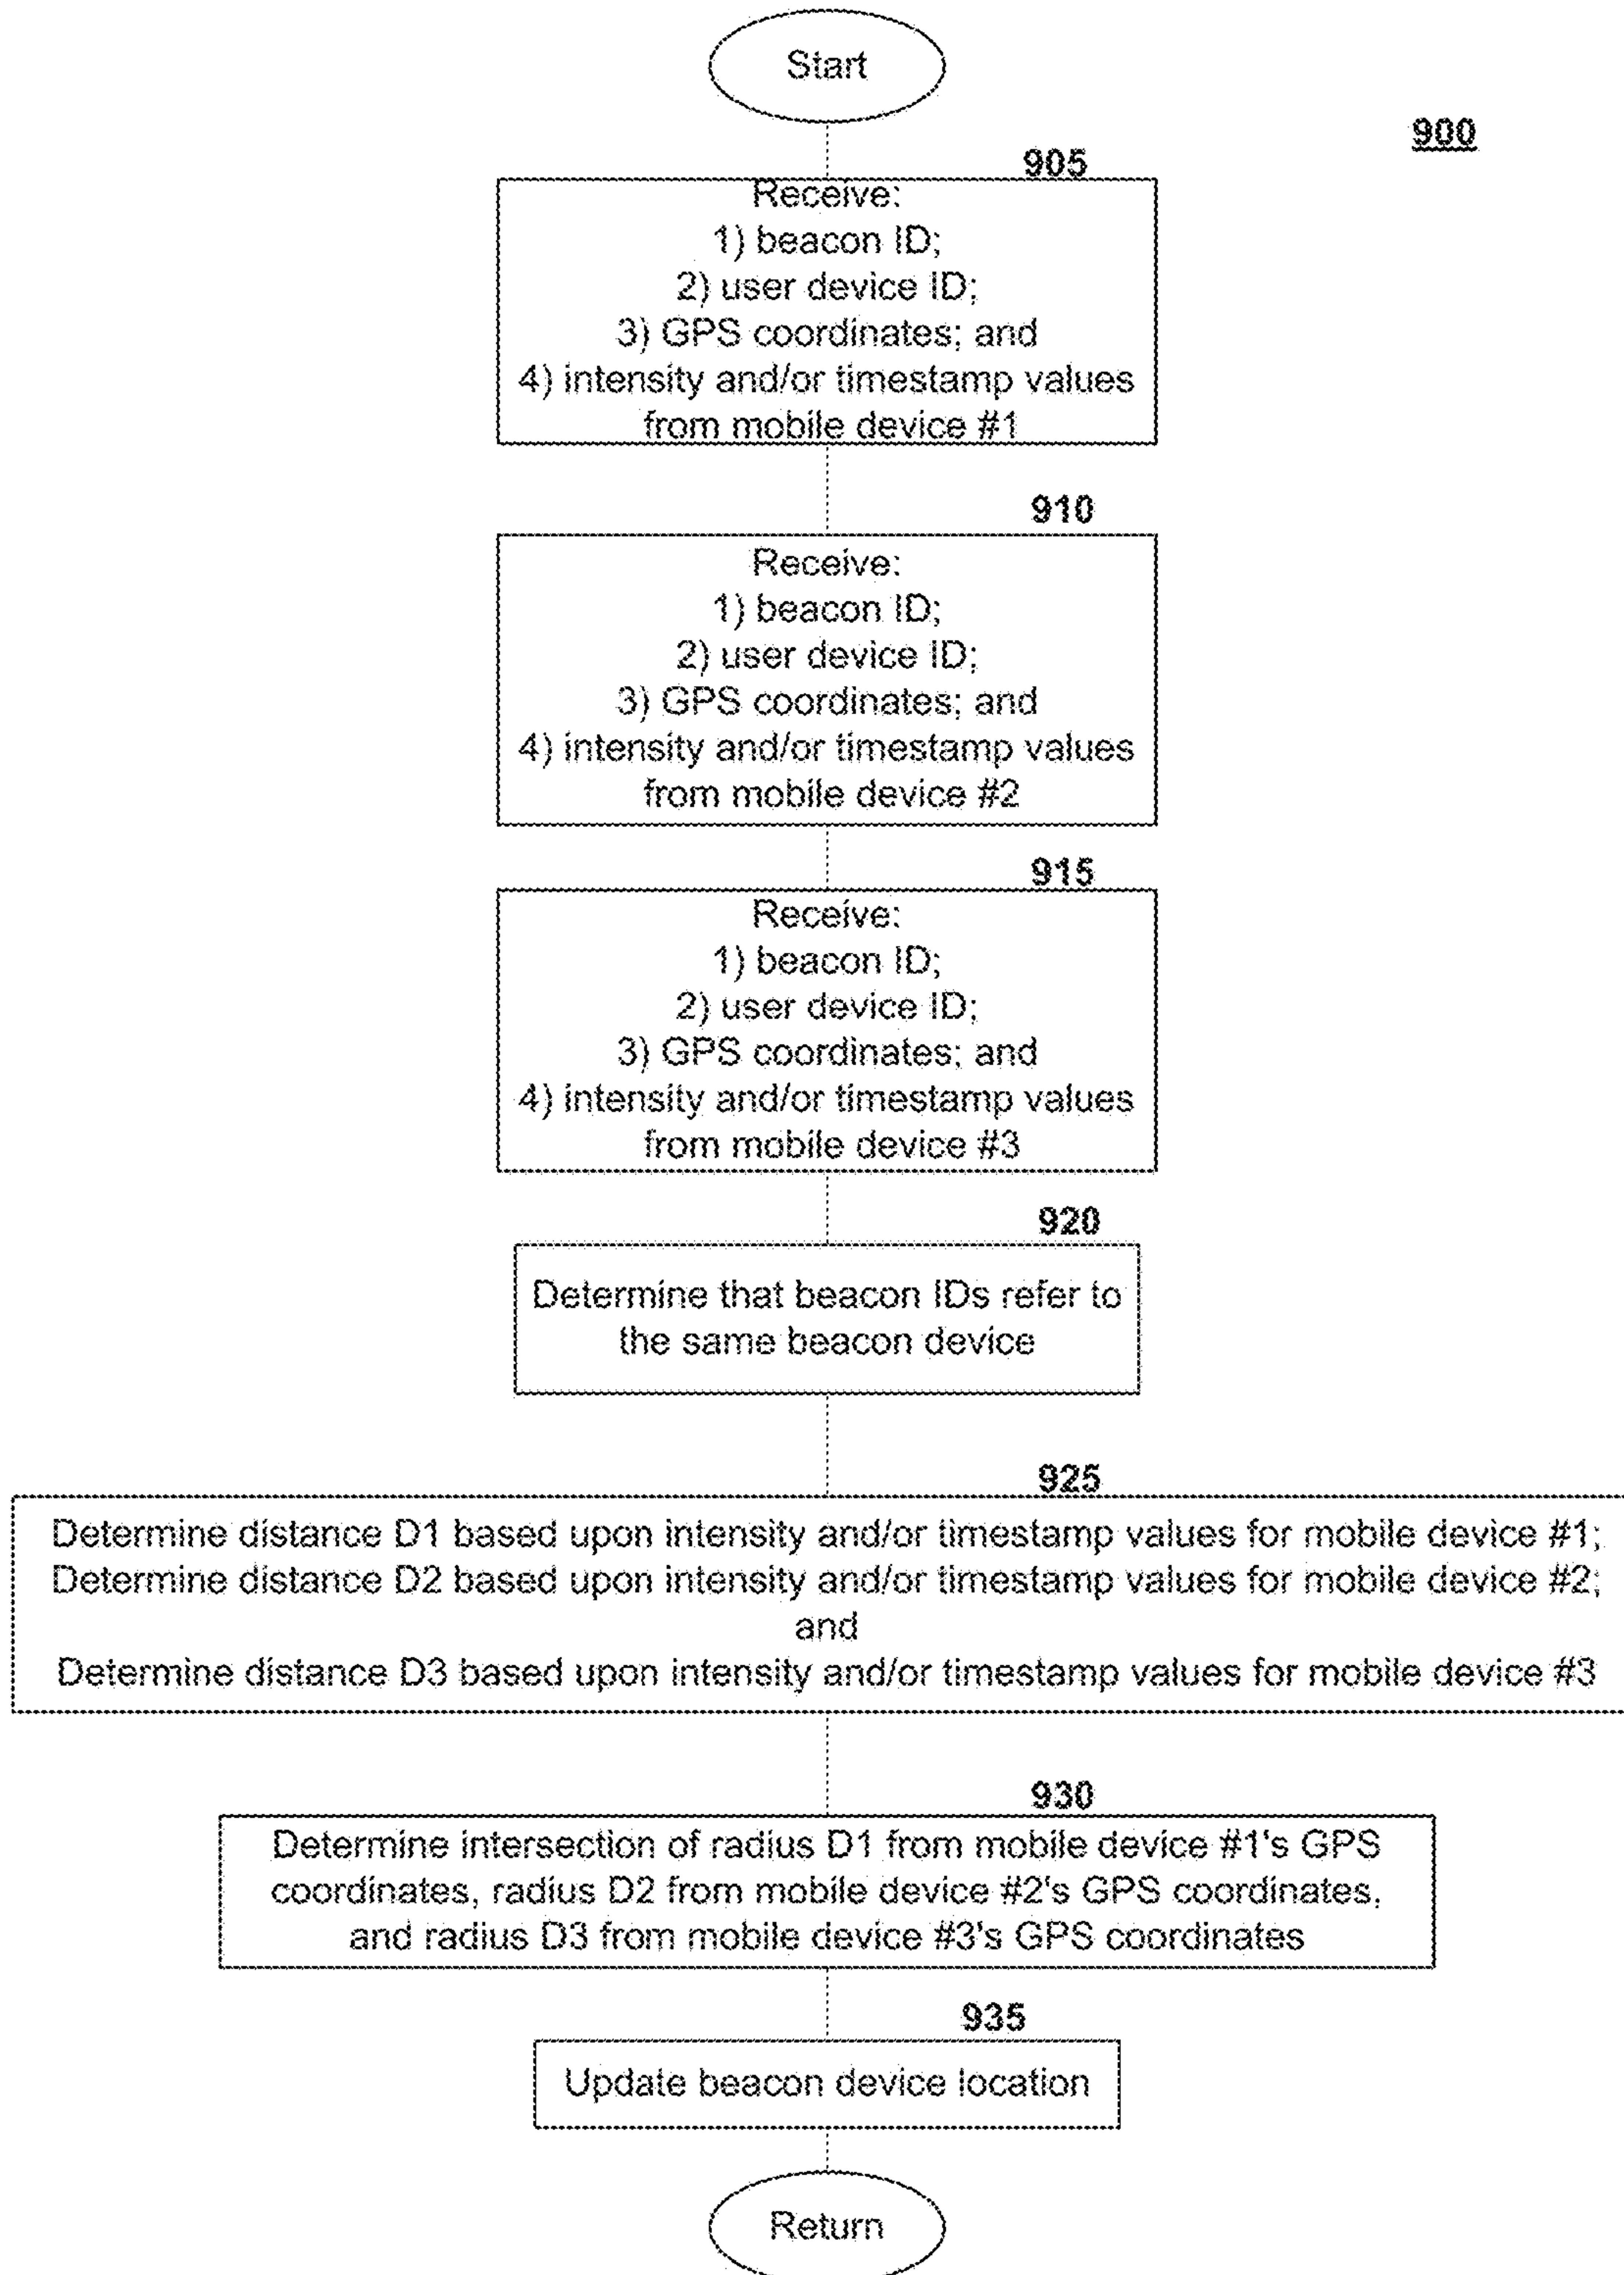 Start
900
905
Receive:
1) beacon ID;
2) user device ID;
3) GPS coordinates; and
4) intensity and/or timestamp values
from mobile device #1
910
Receive:
1) beacon ID;
2) user device ID;
3) GPS coordinates; and
4) intensity and/or timestamp values
from mobile device #2
915
Receive:
1) beacon ID;
2) user device ID;
3) GPS coordinates; and
4) intensity and/or timestamp values
from mobile device #3
920
Determine that beacon IDs refer to
the same beacon device
925
Determine distance D1 based upon intensity and/or timestamp values for mobile device #1;
Determine distance D2 based upon intensity and/or timestamp values for mobile device #2;
and
Determine distance D3 based upon intensity and/or timestamp values for mobile device #3
930
Determine intersection of radius D1 from mobile device #1's GPS
coordinates, radius D2 from mobile device #2's GPS coordinates,
and radius D3 from mobile device #3's GPS coordinates
935
Update beacon device location
Return